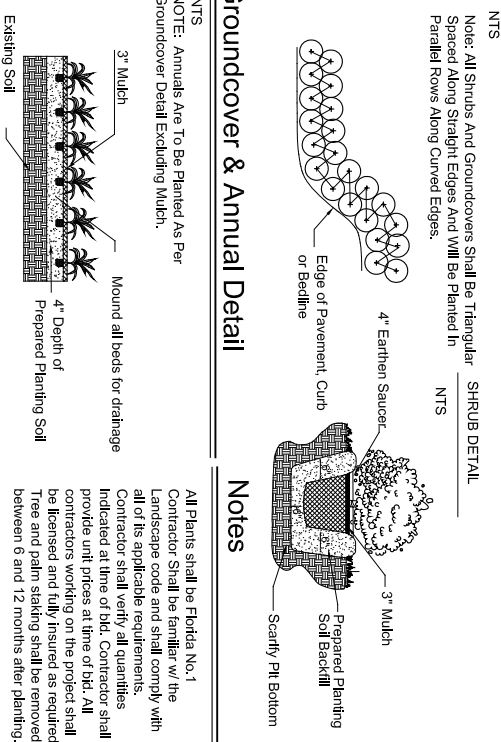 NTS
Note: All Shrubs And Groundcovers Shall Be Triangular
Spaced Along Straight Edges And Will Be Planted In
Parallel Rows Along Curved Edges.
Edge of Pavement, Curb
or Bedline
SHRUB DETAIL
NTS
4" Earthen Saucer
3" Mulch
Prepared Planting
Soil Backfill
Scarify Pit Bottom
Groundcover & Annual Detail
NTS
NOTE: Annuals Are To Be Planted As Per
Groundcover Detail Excluding Mulch.
3" Mulch
Mound all beds for drainage
4" Depth of
Prepared Planting Soil
Existing Soil
Notes
All Plants shall be Florida No.1
Contractor Shall be familiar w/ the
Landscape code and shall comply with
all of its applicable requirements.
Contractor shall verify all quantities
indicated at time of bid. Contractor shall
provide unit prices at time of bid. All
contractors working on the project shall
be licensed and fully insured as required
Tree and palm staking shall be removed
between 6 and 12 months after planting.